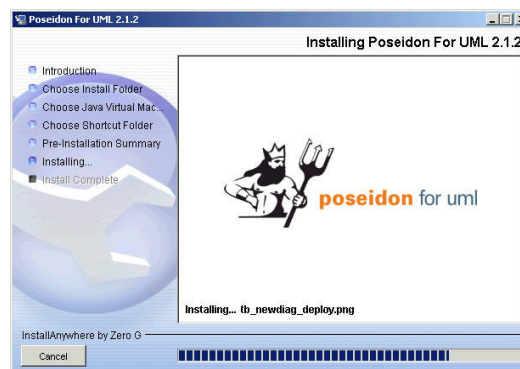 Poseidon For UML 2.1.2
Installing Poseidon For UML 2.1.2
Introduction
Choose Install Folder
Choose Java Virtual Mac...
Choose Shortcut Folder
Pre-Installation Summary
Installing...
Install Complete
poseidon for uml
Installing... tb_newdiag_deploy.png
InstallAnywhere by Zero G
Cancel